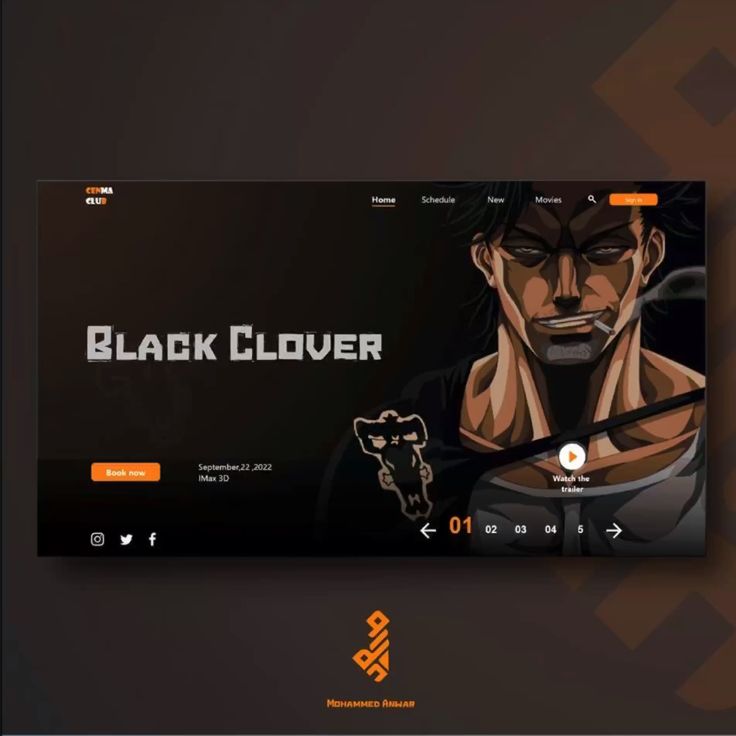 CENMA
CLUB
Home
Schedule
New
Movies
Sign in
BLACK CLOVER
Book now
September,22 ,2022
IMax 3D
Watch the
trailer
01 02 03 04 5
MOHAMMED ANWAR